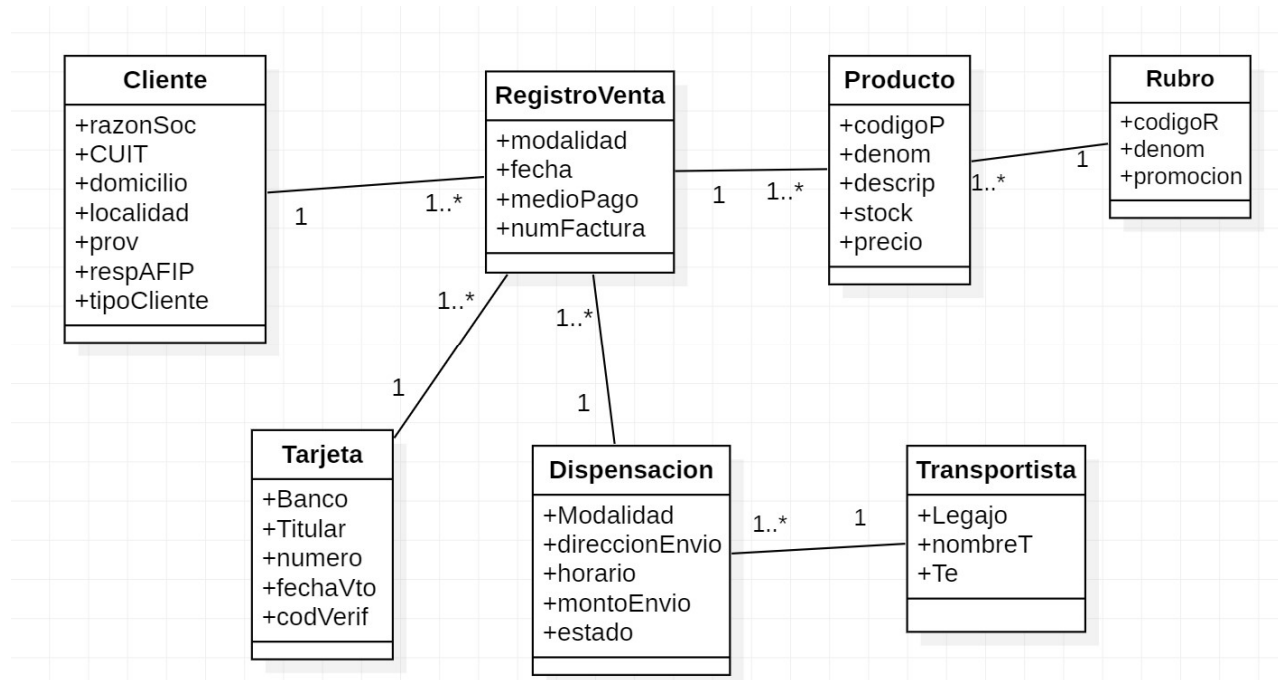 Cliente
+razonSoc
+CUIT
+domicilio
+localidad
+prov
+respAFIP
+tipoCliente
1
1..*
RegistroVenta
+modalidad
+fecha
+medioPago
+numFactura
1
1..*
Producto
+codigoP
+denom
+descrip
+stock
+precio
1..*
1
Rubro
+codigoR
+denom
+promocion
1..*
1
1..*
1
Tarjeta
+Banco
+Titular
+numero
+fechaVto
+codVerif
Dispensacion
+Modalidad
+direccionEnvio
+horario
+montoEnvio
+estado
1..*
1
Transportista
+Legajo
+nombreT
+Te